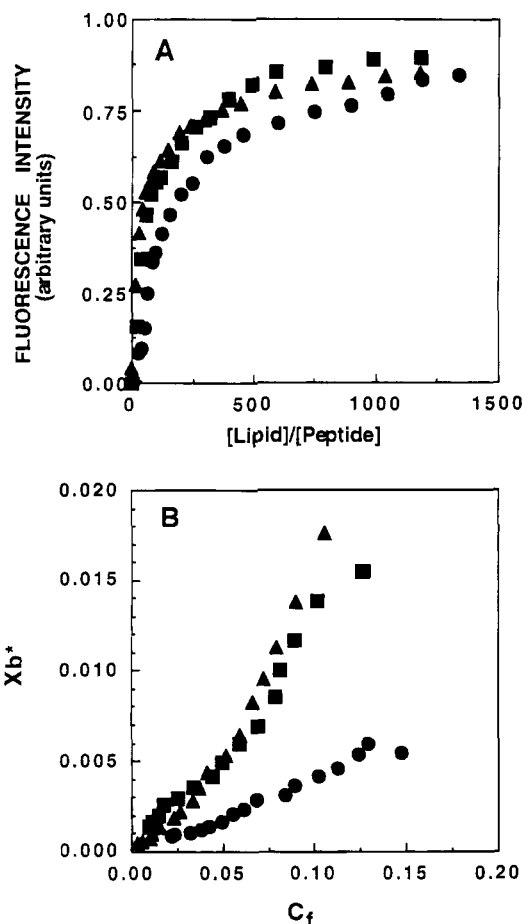 A
1.00
0.75
0.50
0.25
0.00
FLUORESCENCE INTENSITY
(arbitrary units)
0 500 1000 1500
[Lipid]/[Peptide]
B
0.020
0.015
0.010
0.005
0.000
Xb*
0.00 0.05 0.10 0.15 0.20
Cf